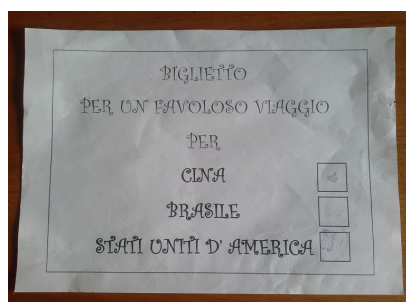 BIGLIETTO
PER UN' FAVOLOSO VIAGGIO
PER
CINA
BRASILE
STATI UNITI D' AMERICA